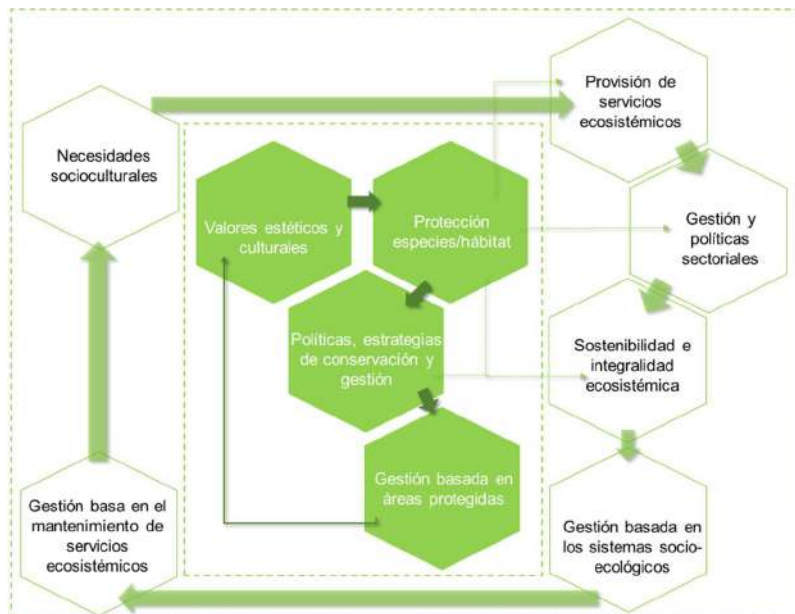 Provisión de
servicios
ecosistémicos
Necesidades
socioculturales
Valores estéticos y
culturales
Protección
especies/hábitat
Gestión y
políticas
sectoriales
Políticas, estrategias
de conservación y
gestión
Sostenibilidad e
integralidad
ecosistémica
Gestión basada en
áreas protegidas
Gestión basa en el
mantenimiento de
servicios
ecosistémicos
Gestión basada en
los sistemas socio-
ecológicos